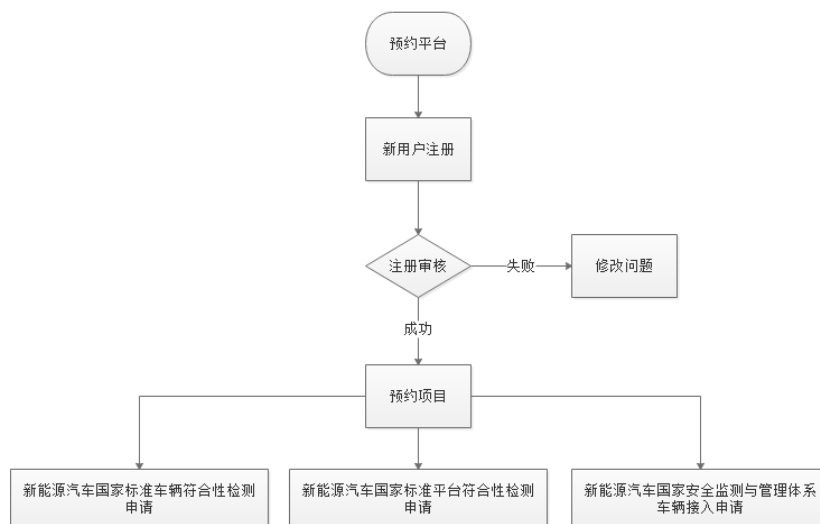 预约平台
新用户注册
注册审核
失败
修改问题
成功
预约项目
新能源汽车国家标准车辆符合性检测
申请
新能源汽车国家标准平台符合性检测
申请
新能源汽车国家安全监测与管理体系
车辆接入申请